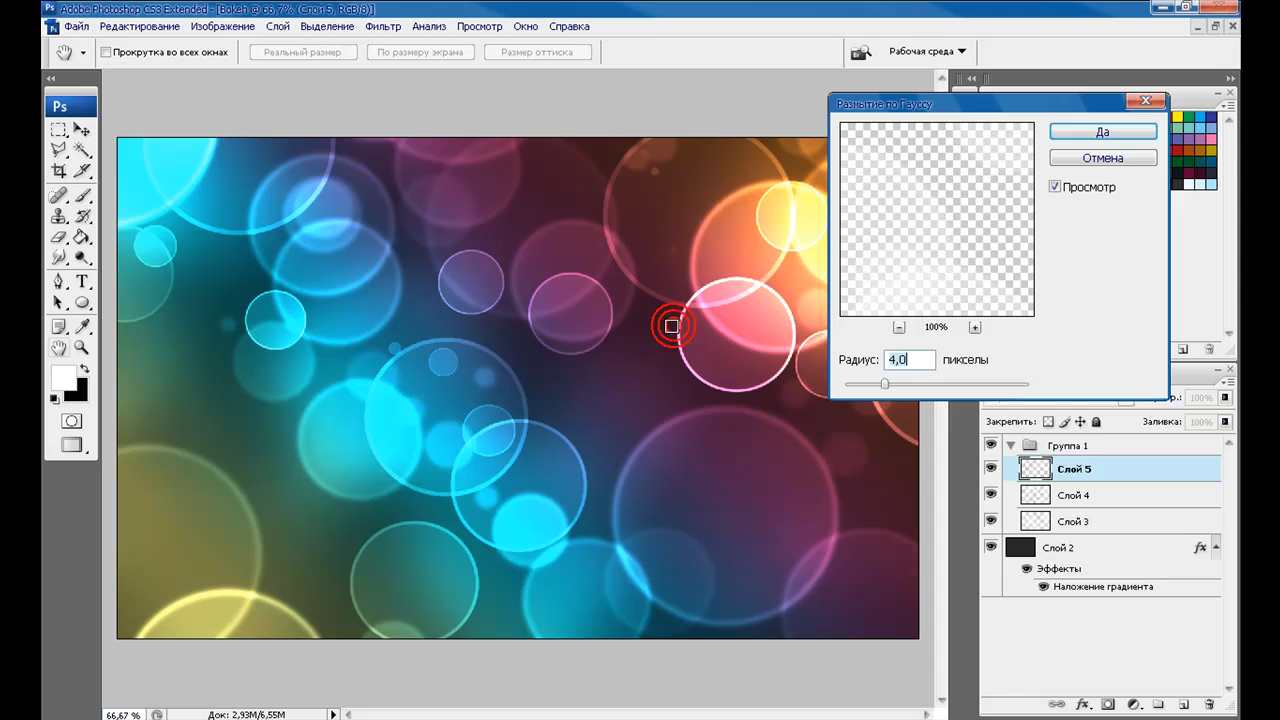 Adobe Photoshop CS3 Extended - [Bokeh @ 66,7% (Слой 5, RGB/8)]
Файл Редактирование Изображение Слой Выделение Фильтр Анализ Просмотр Окно Справка
Прокрутка во всех окнах Реальный размер По размеру экрана Размер оттиска Рабочая среда
Ps
Размытие по Гауссу
Да
Отмена
Просмотр
100%
Радиус: 4,0 пикселы
100%
Закрепить: Заливка: 100%
Группа 1
Слой 5
Слой 4
Слой 3
Слой 2 fx
Эффекты
Наложение градиента
66,67 % Док: 2,93M/6,55M